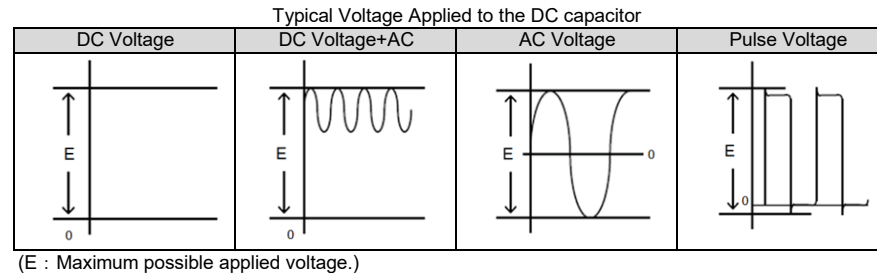 Typical Voltage Applied to the DC capacitor
DC Voltage DC Voltage+AC AC Voltage Pulse Voltage
E E E E
0 0 0 0
(E：Maximum possible applied voltage.)